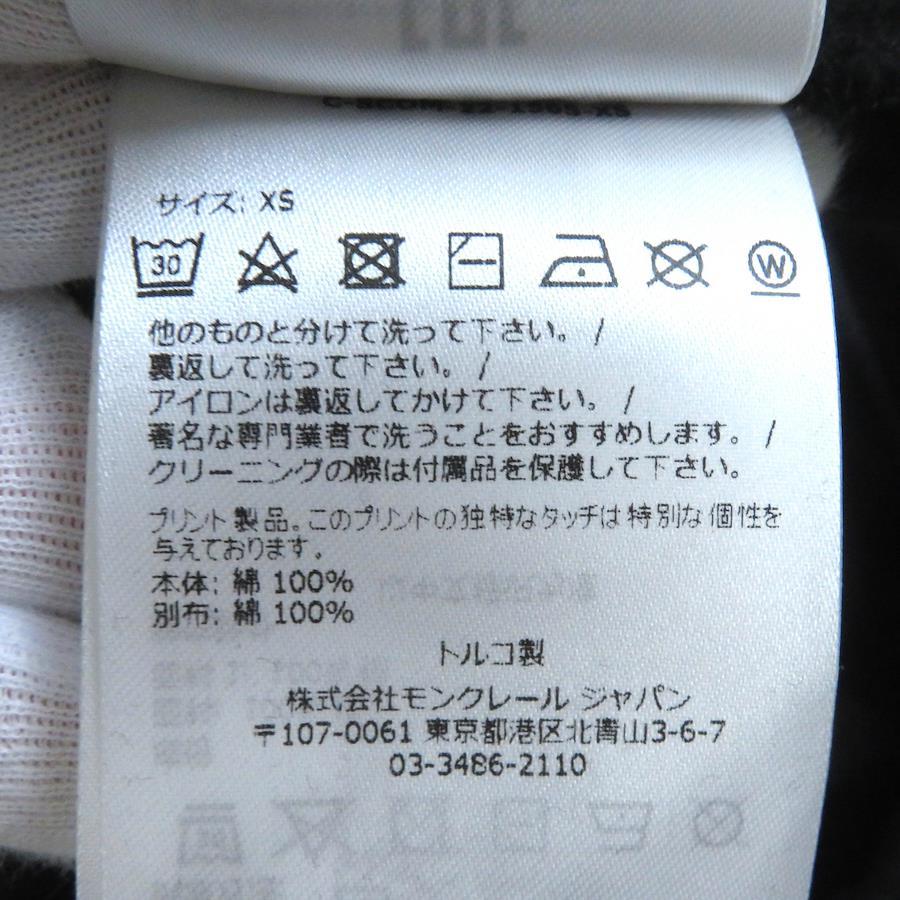 サイズ: XS
30
W
他のものと分けて洗って下さい。 /
裏返して洗って下さい。 /
アイロンは裏返してかけて下さい。 /
著名な専門業者で洗うことをおすすめします。 /
クリーニングの際は付属品を保護して下さい。
プリント製品。このプリントの独特なタッチは特別な個性を
与えております。
本体: 綿 100%
別布: 綿 100%
トルコ製
株式会社モンクレール ジャパン
〒107-0061 東京都港区北青山3-6-7
03-3486-2110